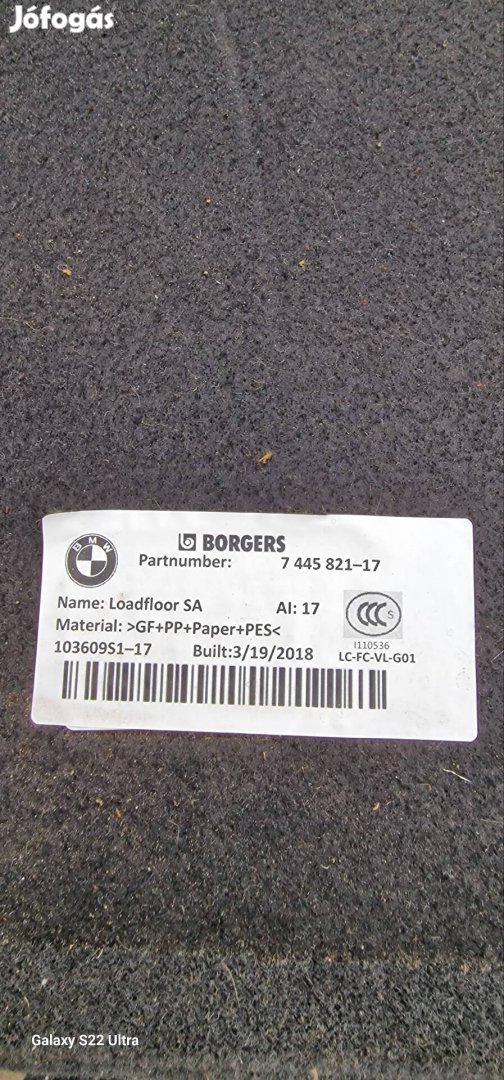 Jófogás
BMW
BORGERS
Partnumber: 7 445 821–17
Name: Loadfloor SA AI: 17
Material: >GF+PP+Paper+PES<
CCC S
I110536
103609S1–17 Built:3/19/2018 LC-FC-VL-G01
Galaxy S22 Ultra